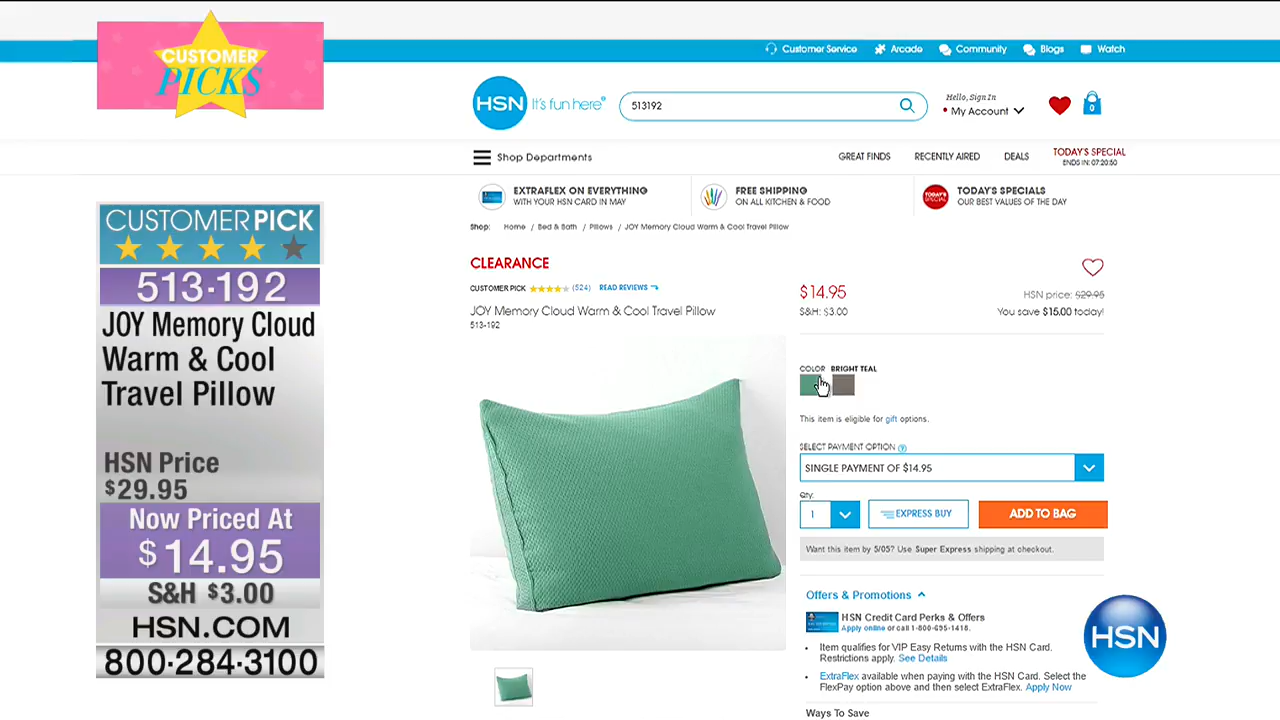 CUSTOMER
PICKS
Customer Service
Arcade
Community
Blogs
Watch
HSN It's fun here.®
513192
Hello, Sign In
My Account
0
Shop Departments
GREAT FINDS
RECENTLY AIRED
DEALS
TODAY'S SPECIAL
ENDS IN: 07:20:50
EXTRAFLEX ON EVERYTHING
WITH YOUR HSN CARD IN MAY
FREE SHIPPING
ON ALL KITCHEN & FOOD
TODAY'S SPECIAL
TODAY'S SPECIALS
OUR BEST VALUES OF THE DAY
Shop: Home / Bed & Bath / Pillows / JOY Memory Cloud Warm & Cool Travel Pillow
CUSTOMER PICK
513-192
JOY Memory Cloud
Warm & Cool
Travel Pillow
HSN Price
$29.95
Now Priced At
$14.95
S&H $3.00
HSN.COM
800-284-3100
CLEARANCE
CUSTOMER PICK (524) READ REVIEWS
JOY Memory Cloud Warm & Cool Travel Pillow
513-192
$14.95
HSN price: $29.95
S&H: $3.00
You save $15.00 today!
COLOR BRIGHT TEAL
This item is eligible for gift options.
SELECT PAYMENT OPTION ?
SINGLE PAYMENT OF $14.95
Qty:
1
EXPRESS BUY
ADD TO BAG
Want this item by 5/05? Use Super Express shipping at checkout.
Offers & Promotions
HSN Credit Card Perks & Offers
Apply online or call 1-800-695-1418.
• Item qualifies for VIP Easy Returns with the HSN Card.
Restrictions apply. See Details
• ExtraFlex available when paying with the HSN Card. Select the
FlexPay option above and then select ExtraFlex. Apply Now
Ways To Save
HSN